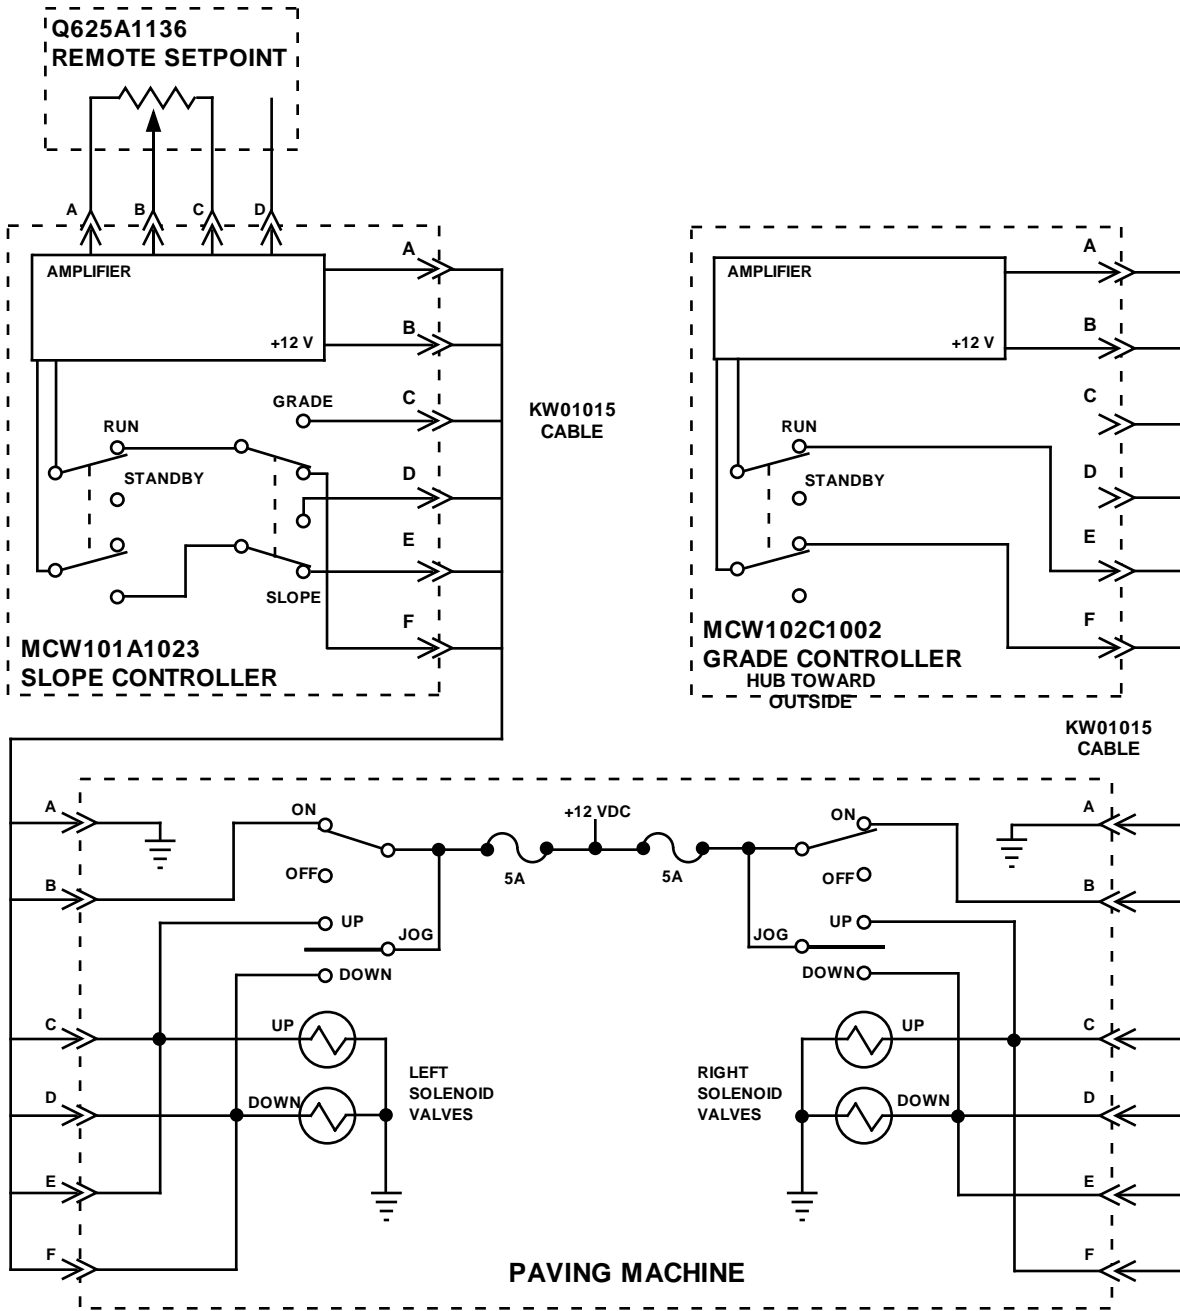 Q625A1136
REMOTE SETPOINT
A
B
C
D
AMPLIFIER
+12 V
A
B
GRADE
C
RUN
STANDBY
D
E
SLOPE
F
MCW101A1023
SLOPE CONTROLLER
KW01015
CABLE
AMPLIFIER
+12 V
A
B
C
RUN
STANDBY
D
E
F
MCW102C1002
GRADE CONTROLLER
HUB TOWARD
OUTSIDE
KW01015
CABLE
A
ON
+12 VDC
ON
A
B
OFF
5A
5A
OFF
B
UP
JOG
DOWN
JOG
UP
DOWN
C
UP
LEFT
SOLENOID
VALVES
D
DOWN
RIGHT
SOLENOID
VALVES
UP
C
DOWN
D
E
E
F
PAVING MACHINE
F